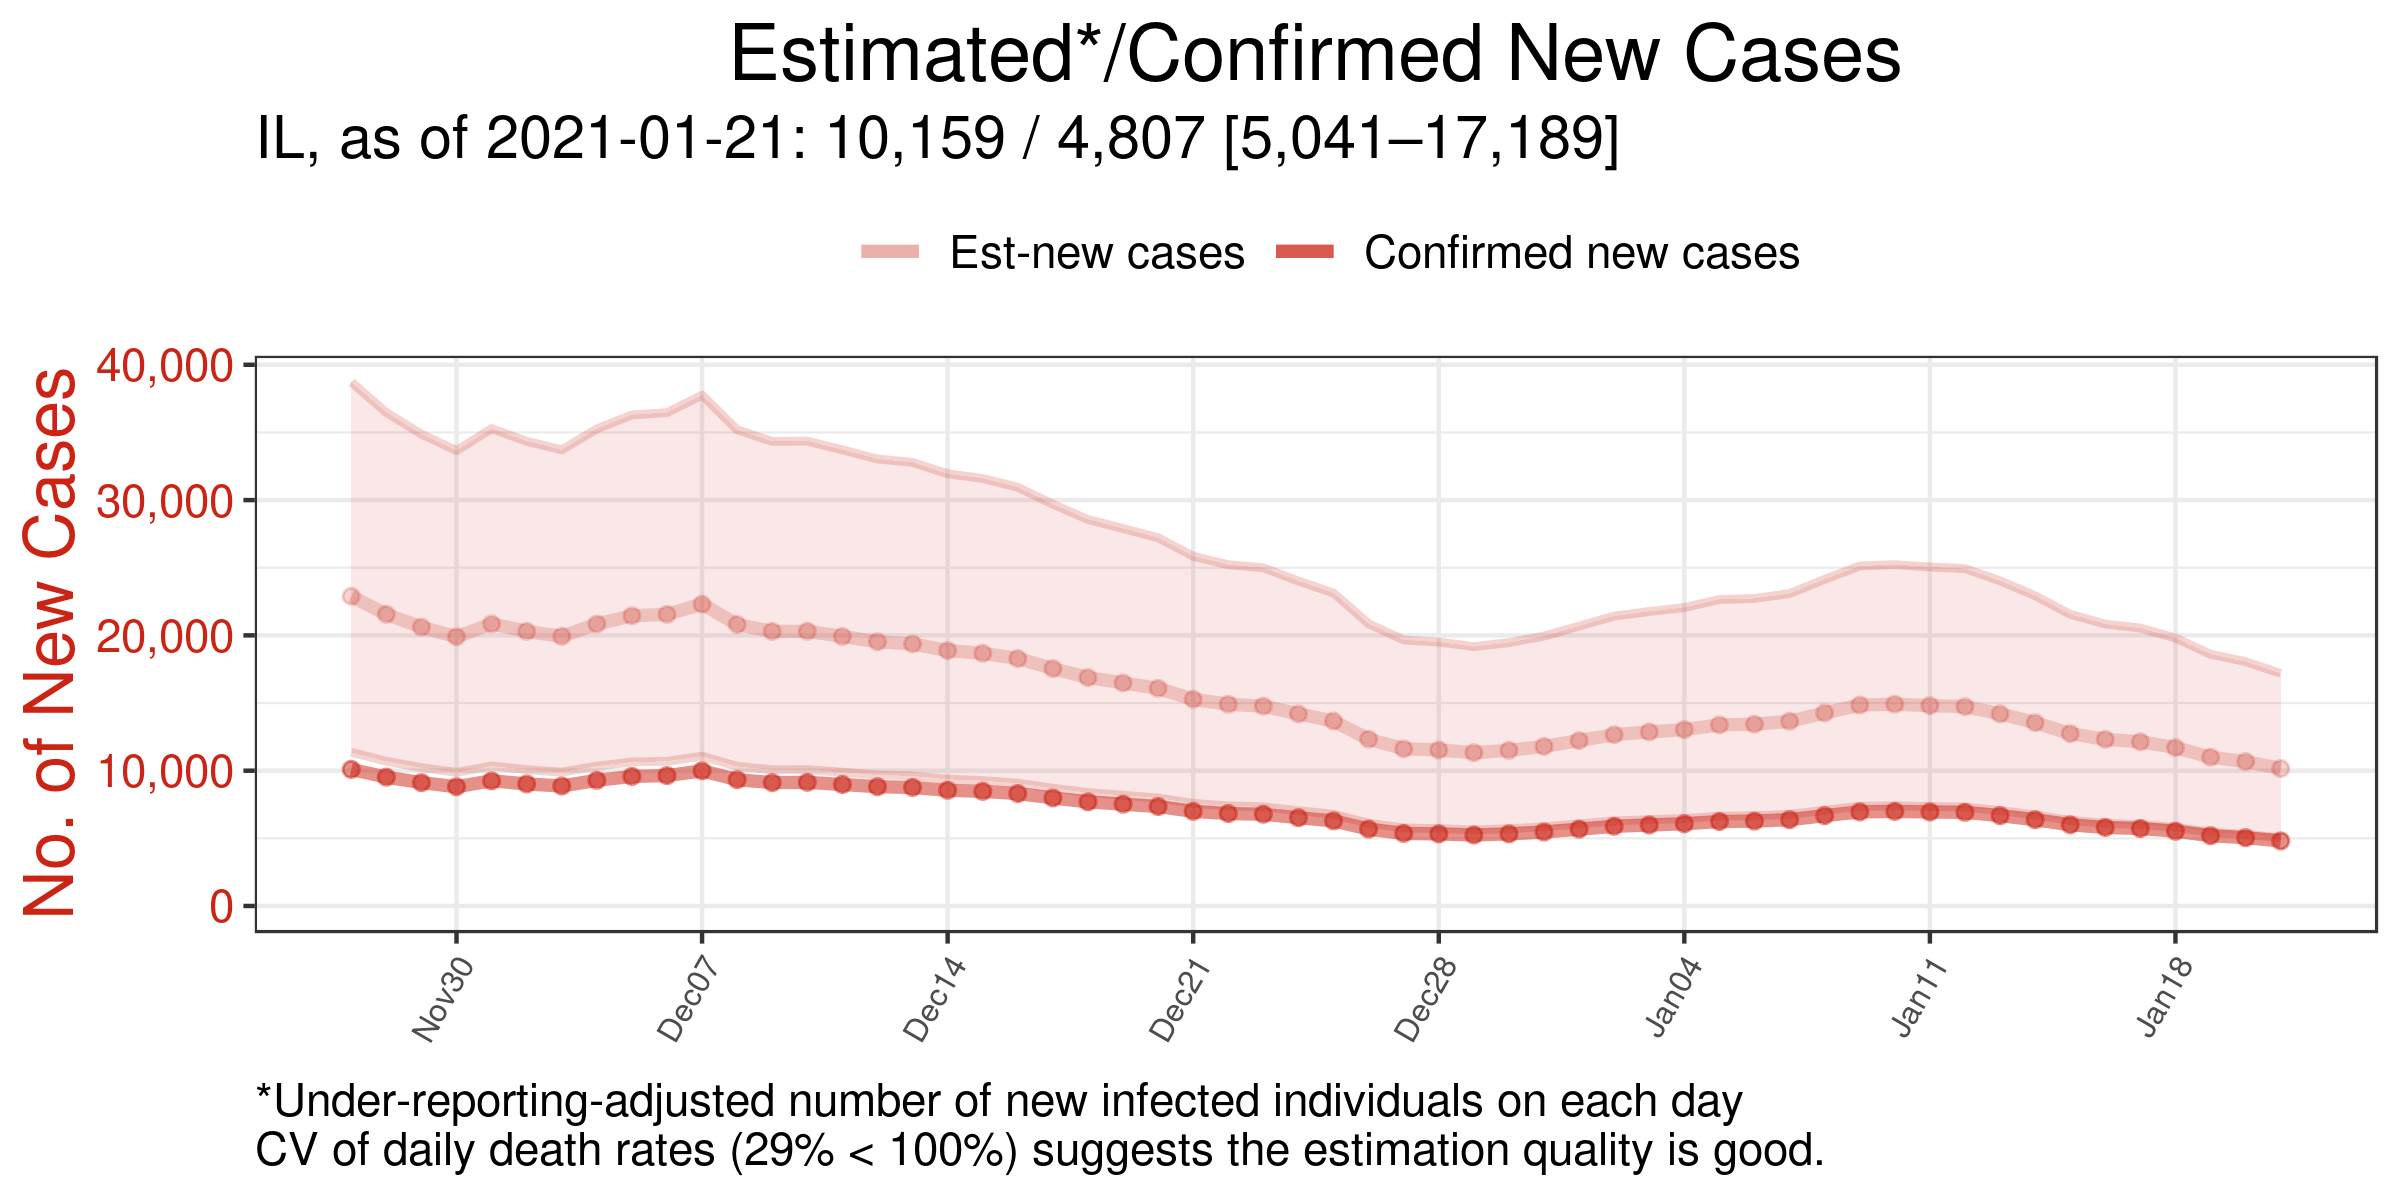 Estimated*/Confirmed New Cases
IL, as of 2021-01-21: 10,159 / 4,807 [5,041–17,189]
Est-new cases
Confirmed new cases
No. of New Cases
40,000
30,000
20,000
10,000
0
Nov30
Dec07
Dec14
Dec21
Dec28
Jan04
Jan11
Jan18
*Under-reporting-adjusted number of new infected individuals on each day
CV of daily death rates (29% < 100%) suggests the estimation quality is good.